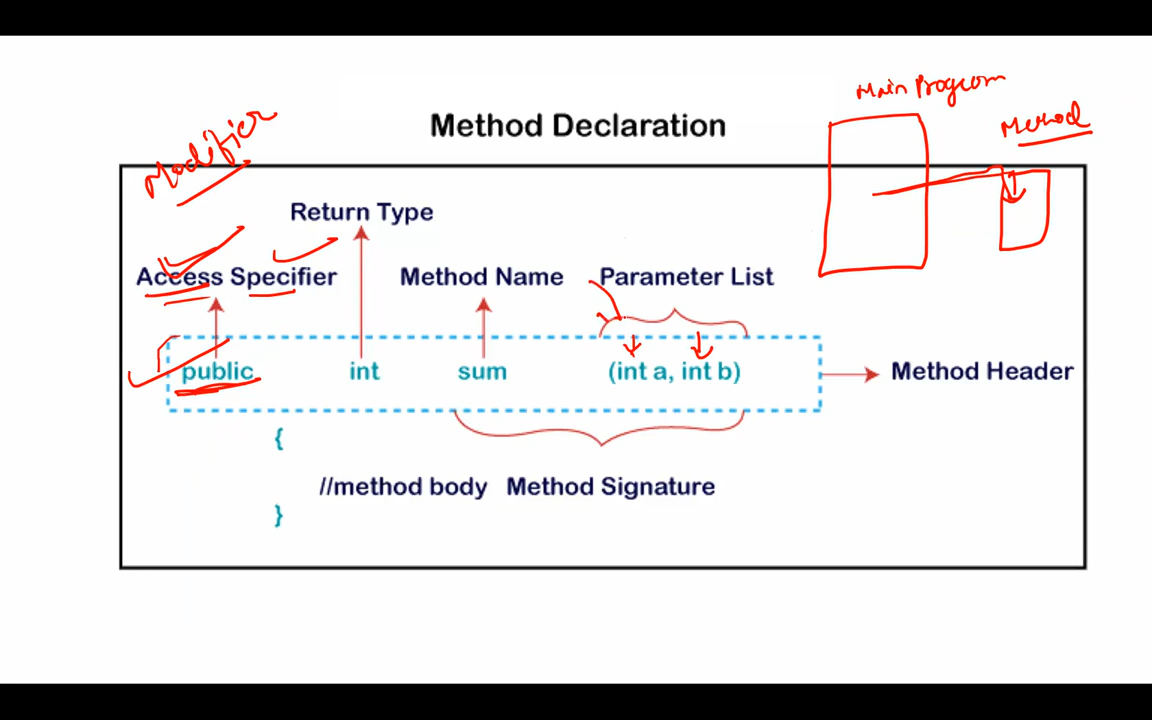 Main Program
Method
Method Declaration
Modifier
Return Type
Access Specifier Method Name Parameter List
public int sum (int a, int b) Method Header
{
//method body Method Signature
}